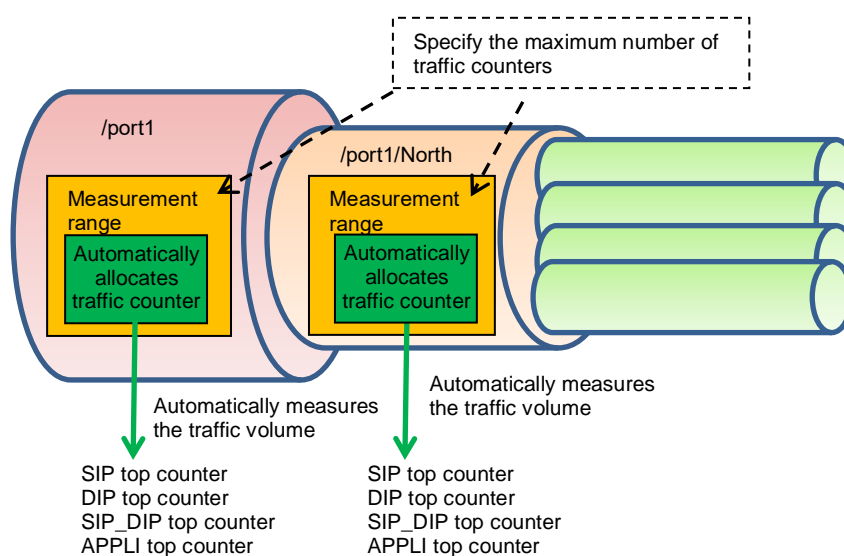 Specify the maximum number of
traffic counters
/port1
/port1/North
Measurement
range
Automatically
allocates
traffic counter
Measurement
range
Automatically
allocates
traffic counter
Automatically measures
the traffic volume
Automatically measures
the traffic volume
SIP top counter
DIP top counter
SIP_DIP top counter
APPLI top counter
SIP top counter
DIP top counter
SIP_DIP top counter
APPLI top counter